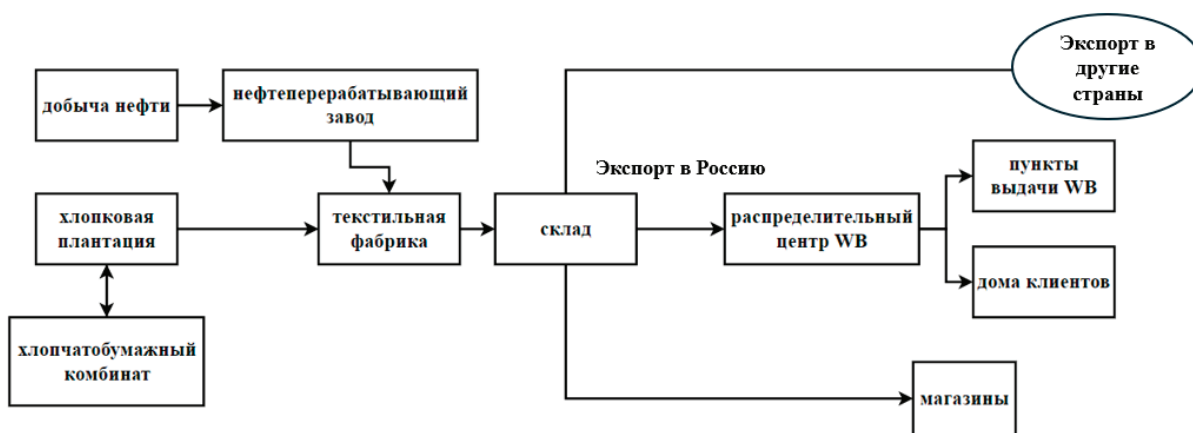 Экспорт в
другие
страны
добыча нефти
нефтеперерабатывающий
завод
Экспорт в Россию
пункты
выдачи WB
хлопковая
плантация
текстильная
фабрика
склад
распределительный
центр WB
дома клиентов
хлопчатобумажный
комбинат
магазины